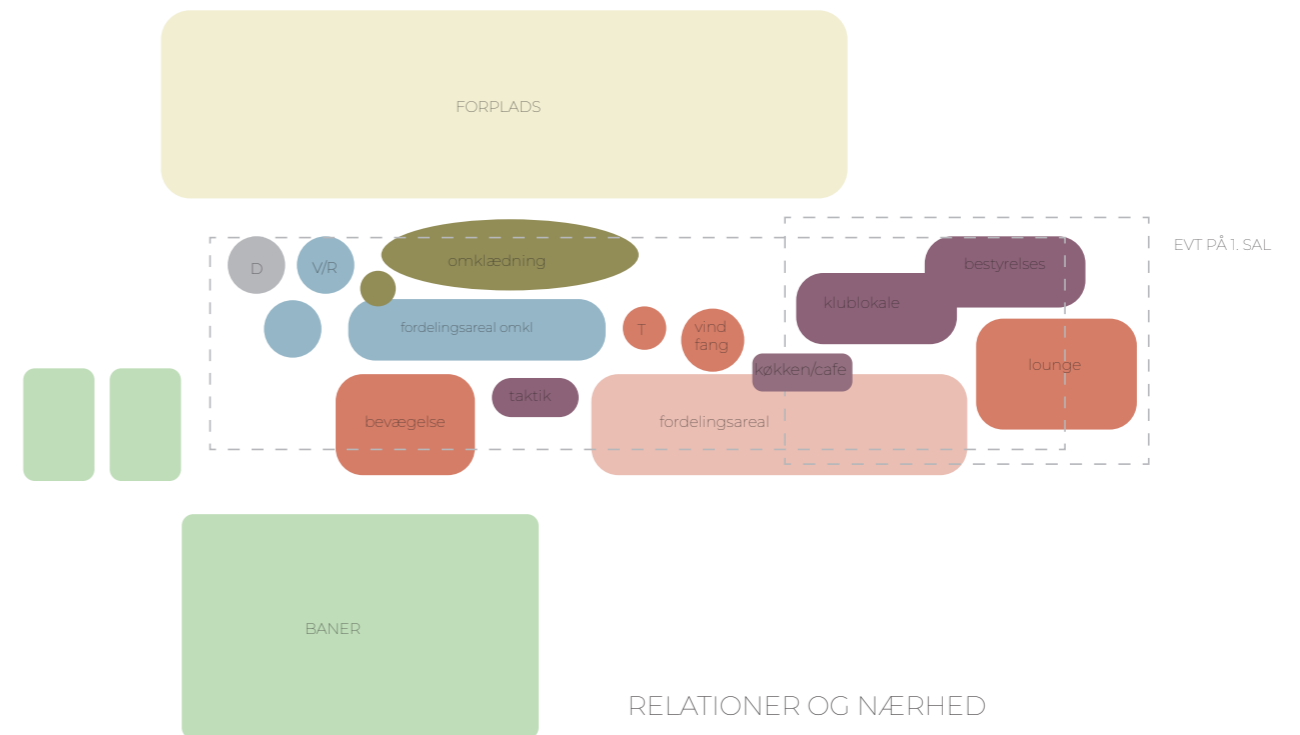 FORPLADS
EVT PÅ 1. SAL
omklædning
D
V/R
bestyrelses
klublokale
fordelingsareal omkl
T
vind
fang
lounge
køkken/cafe
taktik
bevægelse
fordelingsareal
BANER
RELATIONER OG NÆRHED